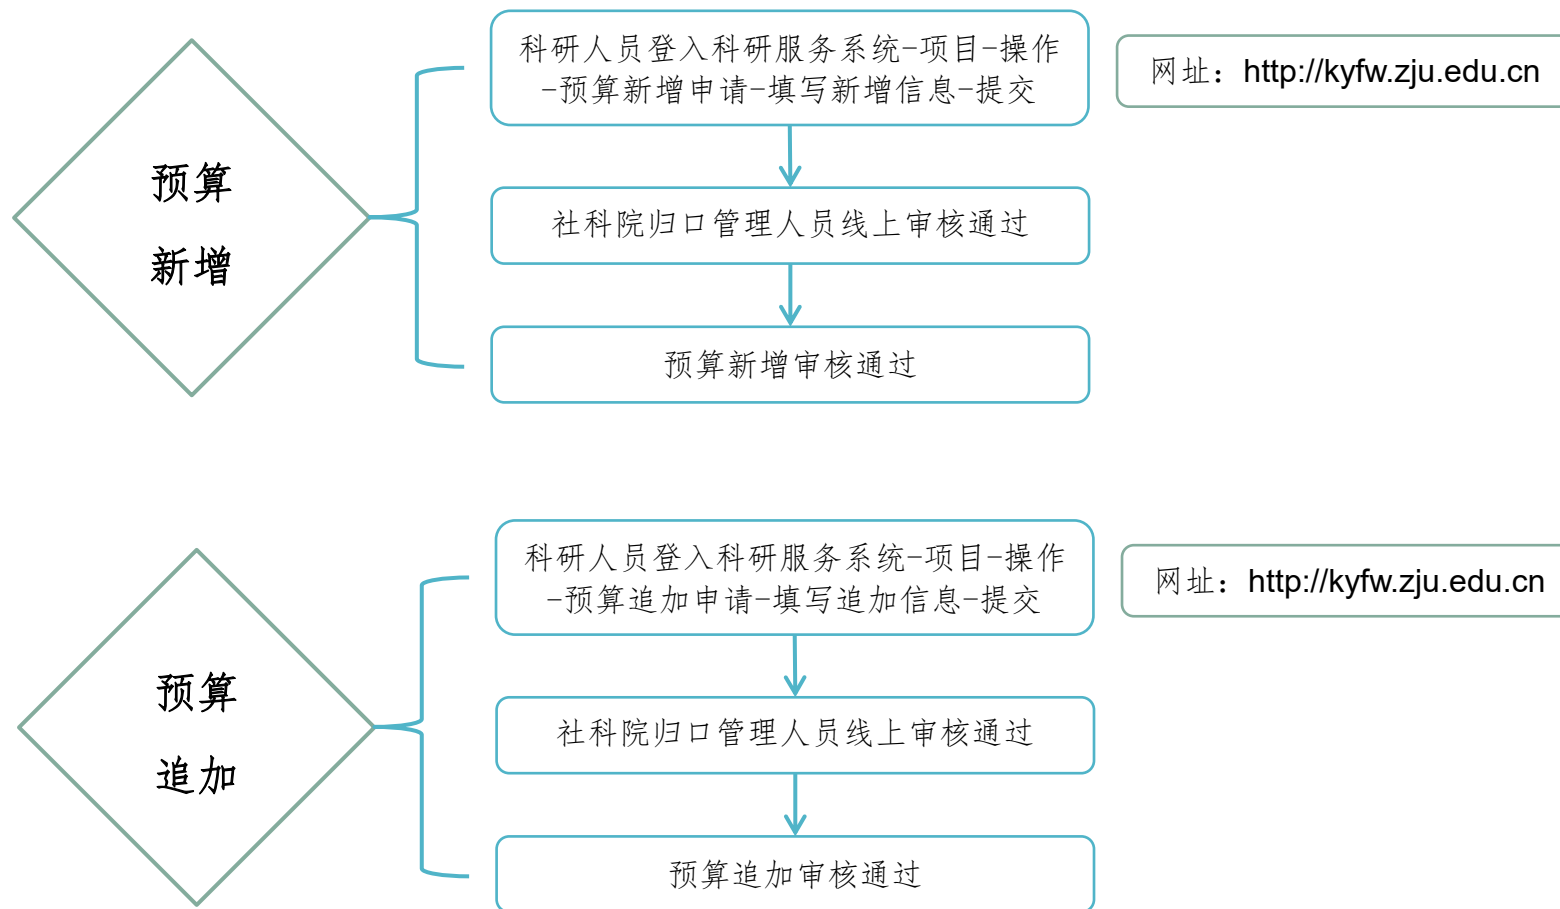 科研人员登入科研服务系统-项目-操作
-预算新增申请-填写新增信息-提交
网址：http://kyfw.zju.edu.cn
预算
新增
社科院归口管理人员线上审核通过
预算新增审核通过
科研人员登入科研服务系统-项目-操作
-预算追加申请-填写追加信息-提交
网址：http://kyfw.zju.edu.cn
预算
追加
社科院归口管理人员线上审核通过
预算追加审核通过